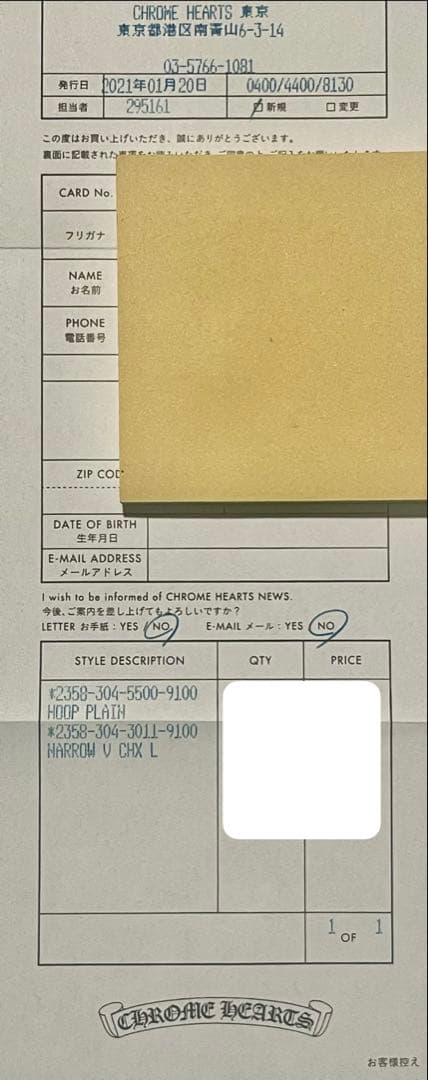 CHROME HEARTS 東京
東京都港区南青山6-3-14
03-5766-1081
発行日 2021年01月20日 0400/4400/8130
担当者 295161 新規 変更
この度はお買い上げいただき、誠にありがとうございます。
裏面に記載された
CARD No.
フリガナ
NAME
お名前
PHONE
電話番号
ZIP COD
DATE OF BIRTH
生年月日
E-MAIL ADDRESS
メールアドレス
I wish to be informed of CHROME HEARTS NEWS.
今後、ご案内を差し上げてもよろしいですか？
LETTER お手紙：YES NO E-MAIL メール：YES NO
STYLE DESCRIPTION QTY PRICE
*2358-304-5500-9100
HOOP PLAIN
*2358-304-3011-9100
NARROW V CHX L
1 OF 1
CHROME HEARTS
お客様控え